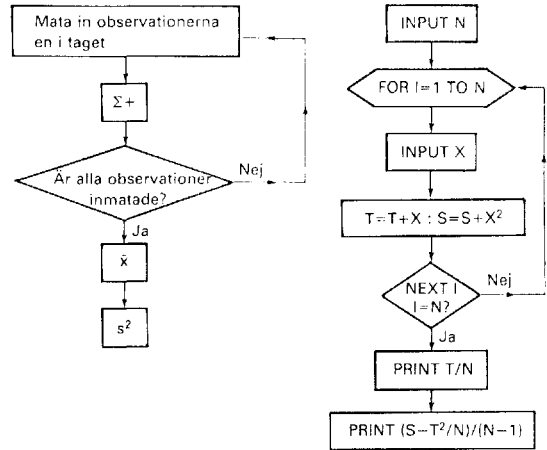 Mata in observationerna
en i taget
Σ+
Är alla observationer
inmatade?
Nej
Ja
x̄
s²
INPUT N
FOR I=1 TO N
INPUT X
T=T+X : S=S+X²
NEXT I
I=N?
Nej
Ja
PRINT T/N
PRINT (S−T²/N)/(N−1)